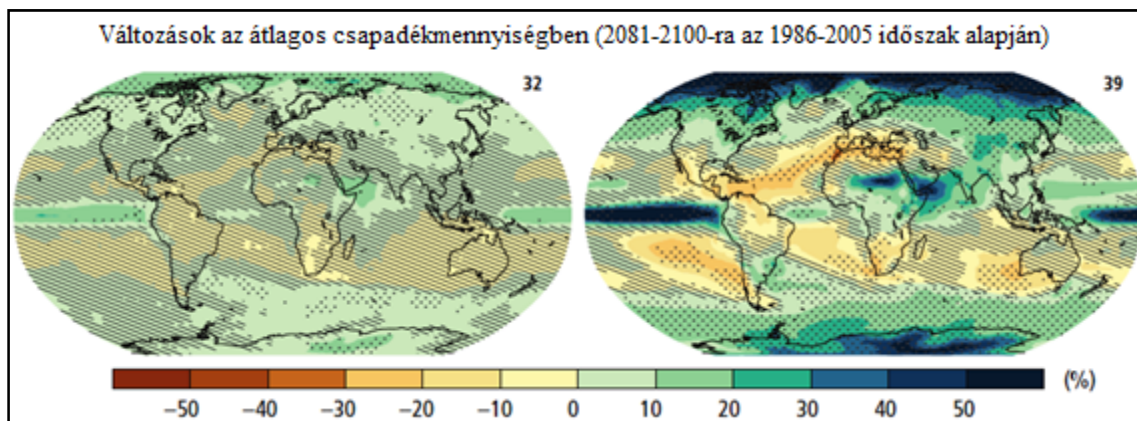 Változások az átlagos csapadékmennyiségben (2081-2100-ra az 1986-2005 időszak alapján)
32
39
(%)
−50 −40 −30 −20 −10 0 10 20 30 40 50